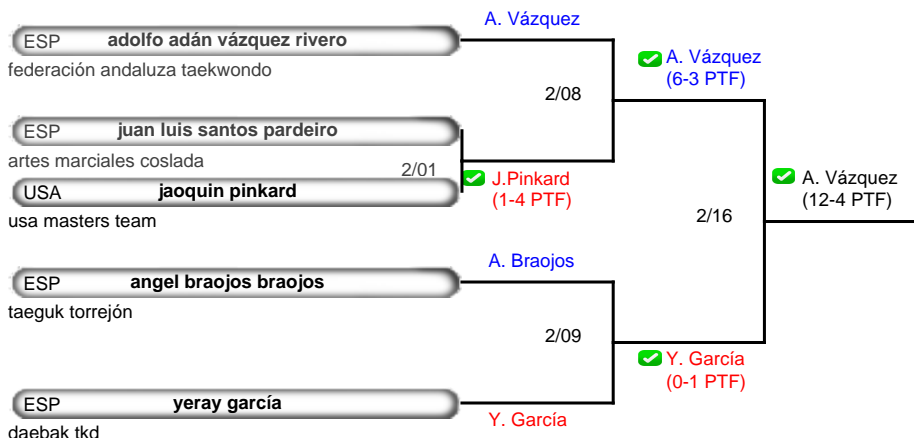 A. Vázquez
ESP adolfo adán vázquez rivero
federación andaluza taekwondo
A. Vázquez
(6-3 PTF)
2/08
ESP juan luis santos pardeiro
artes marciales coslada
2/01
J.Pinkard
(1-4 PTF)
USA jaoquin pinkard
usa masters team
A. Vázquez
(12-4 PTF)
2/16
A. Braojos
ESP angel braojos braojos
taeguk torrejón
2/09
Y. García
(0-1 PTF)
ESP yeray garcía
Y. García
daebak tkd